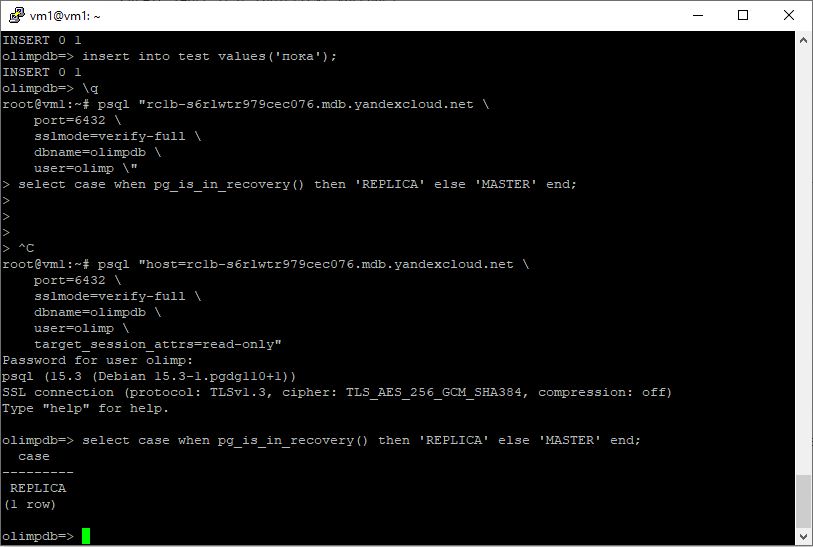 vm1@vm1: ~
INSERT 0 1
olimpdb=> insert into test values('пока');
INSERT 0 1
olimpdb=> \q
root@vm1:~# psql "rc1b-s6rlwtr979cec076.mdb.yandexcloud.net \
    port=6432 \
    sslmode=verify-full \
    dbname=olimpdb \
    user=olimp \"
> select case when pg_is_in_recovery() then 'REPLICA' else 'MASTER' end;
>
>
>
> ^C
root@vm1:~# psql "host=rc1b-s6rlwtr979cec076.mdb.yandexcloud.net \
    port=6432 \
    sslmode=verify-full \
    dbname=olimpdb \
    user=olimp \
    target_session_attrs=read-only"
Password for user olimp:
psql (15.3 (Debian 15.3-1.pgdg110+1))
SSL connection (protocol: TLSv1.3, cipher: TLS_AES_256_GCM_SHA384, compression: off)
Type "help" for help.

olimpdb=> select case when pg_is_in_recovery() then 'REPLICA' else 'MASTER' end;
  case
---------
 REPLICA
(1 row)

olimpdb=>